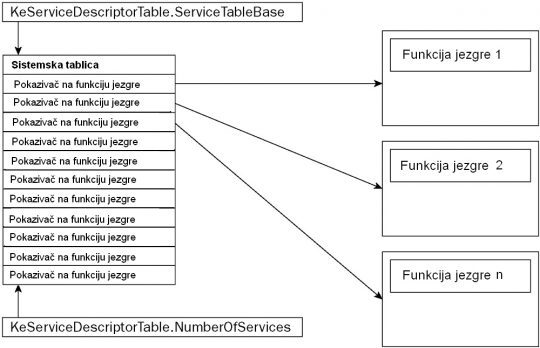 KeServiceDescriptorTable.ServiceTableBase
Sistemska tablica
Pokazivač na funkciju jezgre
Pokazivač na funkciju jezgre
Pokazivač na funkciju jezgre
Pokazivač na funkciju jezgre
Pokazivač na funkciju jezgre
Pokazivač na funkciju jezgre
Pokazivač na funkciju jezgre
Pokazivač na funkciju jezgre
Pokazivač na funkciju jezgre
Pokazivač na funkciju jezgre
Pokazivač na funkciju jezgre
KeServiceDescriptorTable.NumberOfServices
Funkcija jezgre 1
Funkcija jezgre 2
Funkcija jezgre n